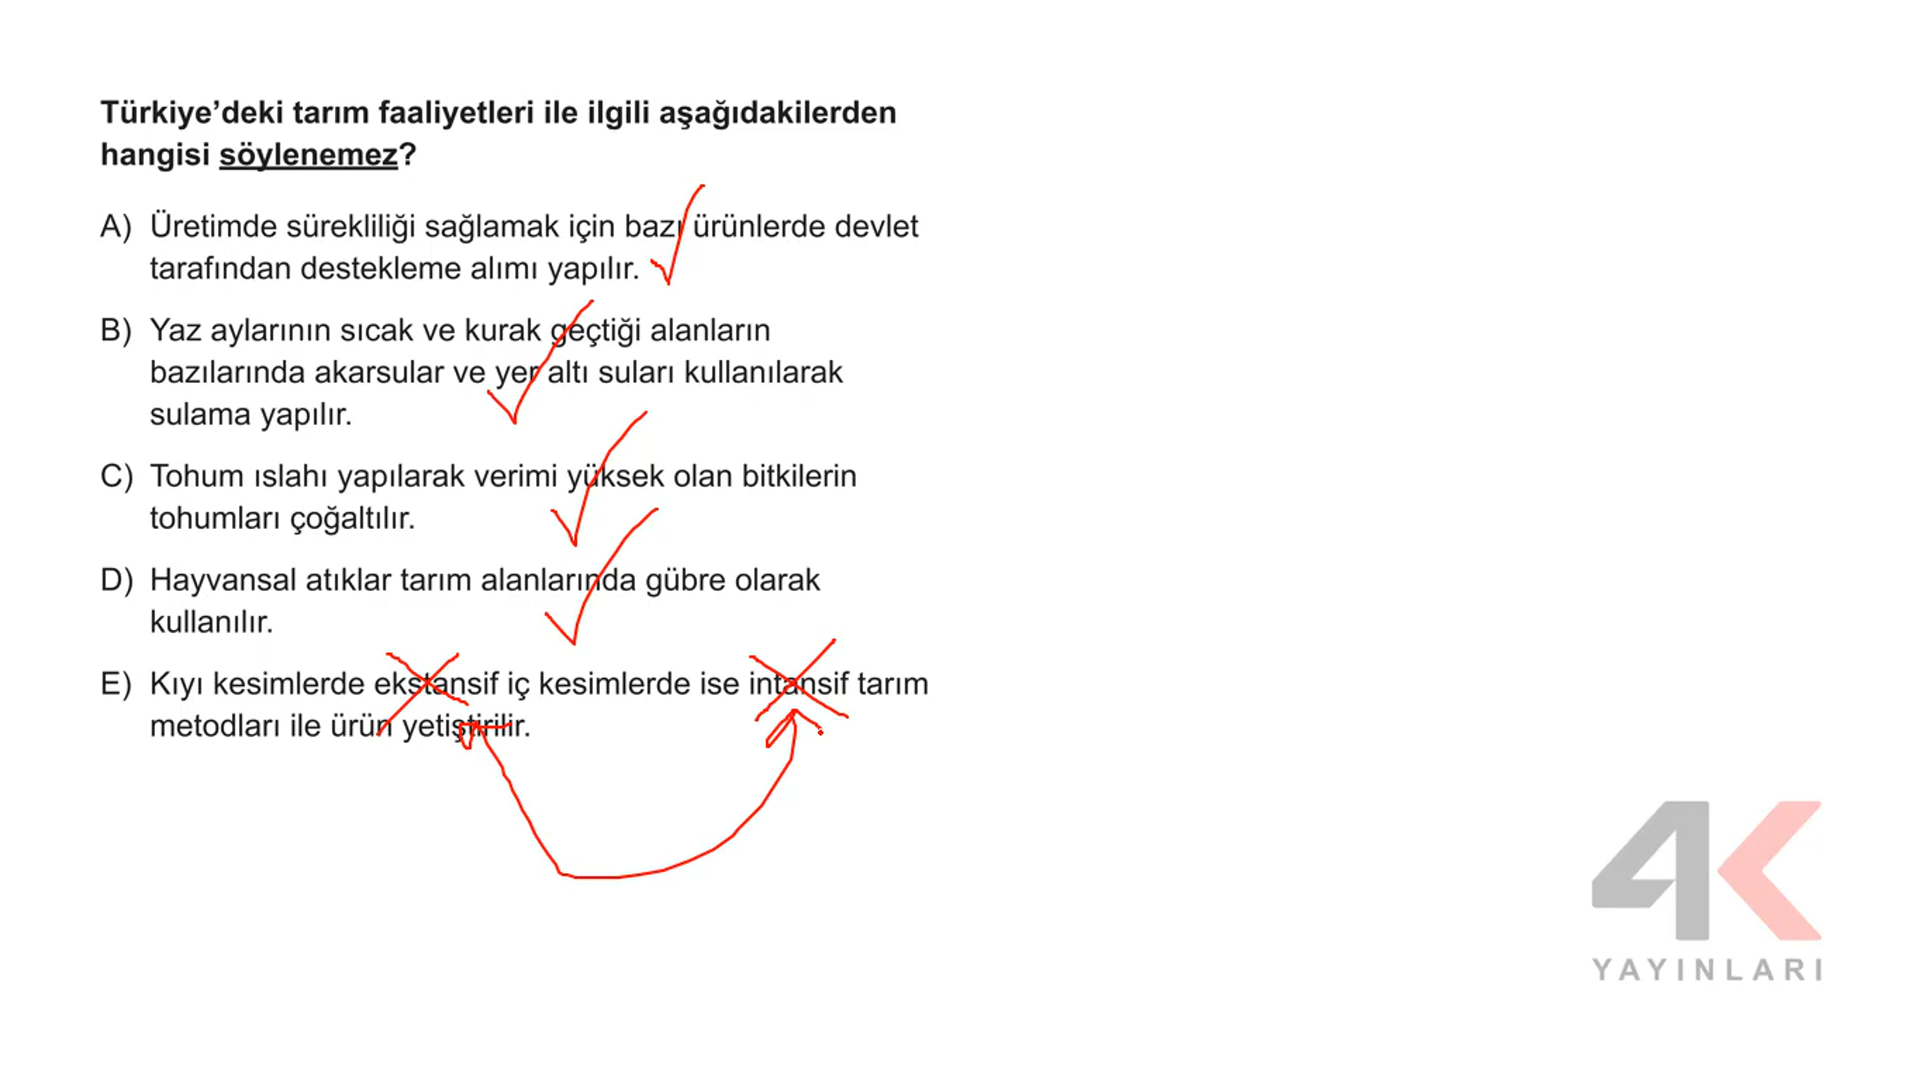 Türkiye’deki tarım faaliyetleri ile ilgili aşağıdakilerden
hangisi söylenemez?
A) Üretimde sürekliliği sağlamak için bazı ürünlerde devlet
tarafından destekleme alımı yapılır.
B) Yaz aylarının sıcak ve kurak geçtiği alanların
bazılarında akarsular ve yer altı suları kullanılarak
sulama yapılır.
C) Tohum ıslahı yapılarak verimi yüksek olan bitkilerin
tohumları çoğaltılır.
D) Hayvansal atıklar tarım alanlarında gübre olarak
kullanılır.
E) Kıyı kesimlerde ekstansif iç kesimlerde ise intansif tarım
metodları ile ürün yetiştirilir.
4K
YAYINLARI